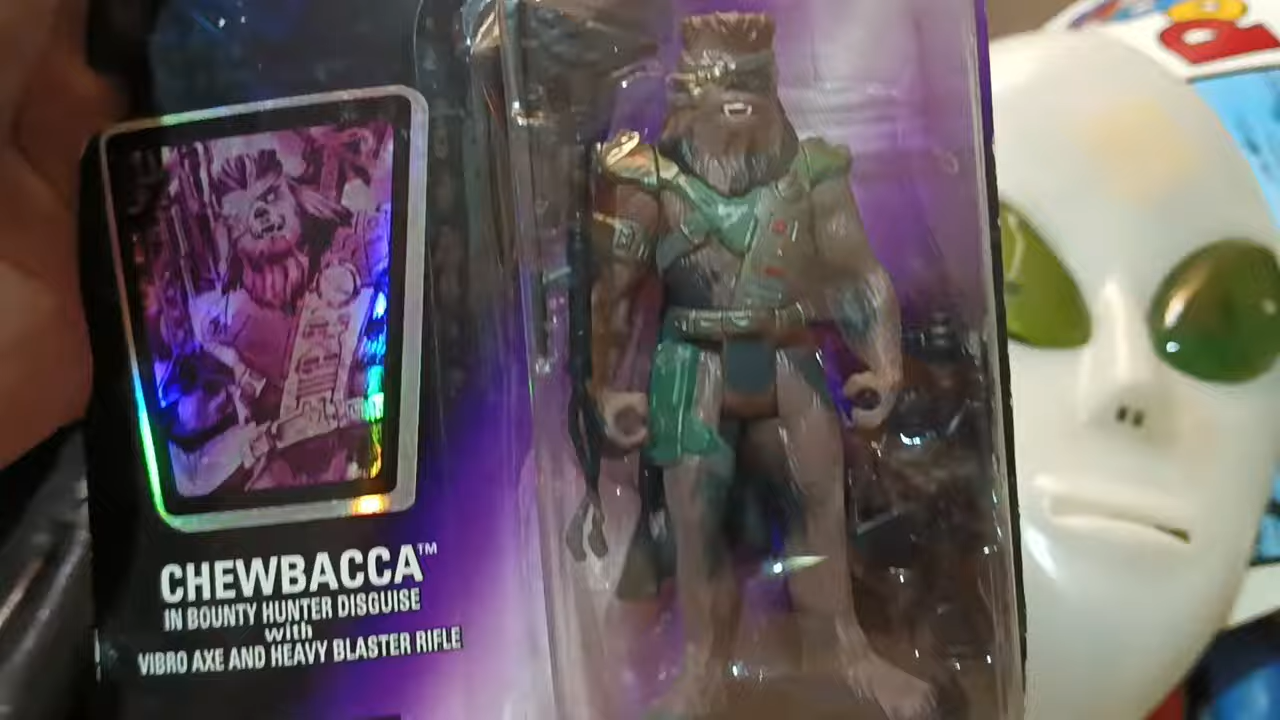 CHEWBACCA™
IN BOUNTY HUNTER DISGUISE
with
VIBRO AXE AND HEAVY BLASTER RIFLE